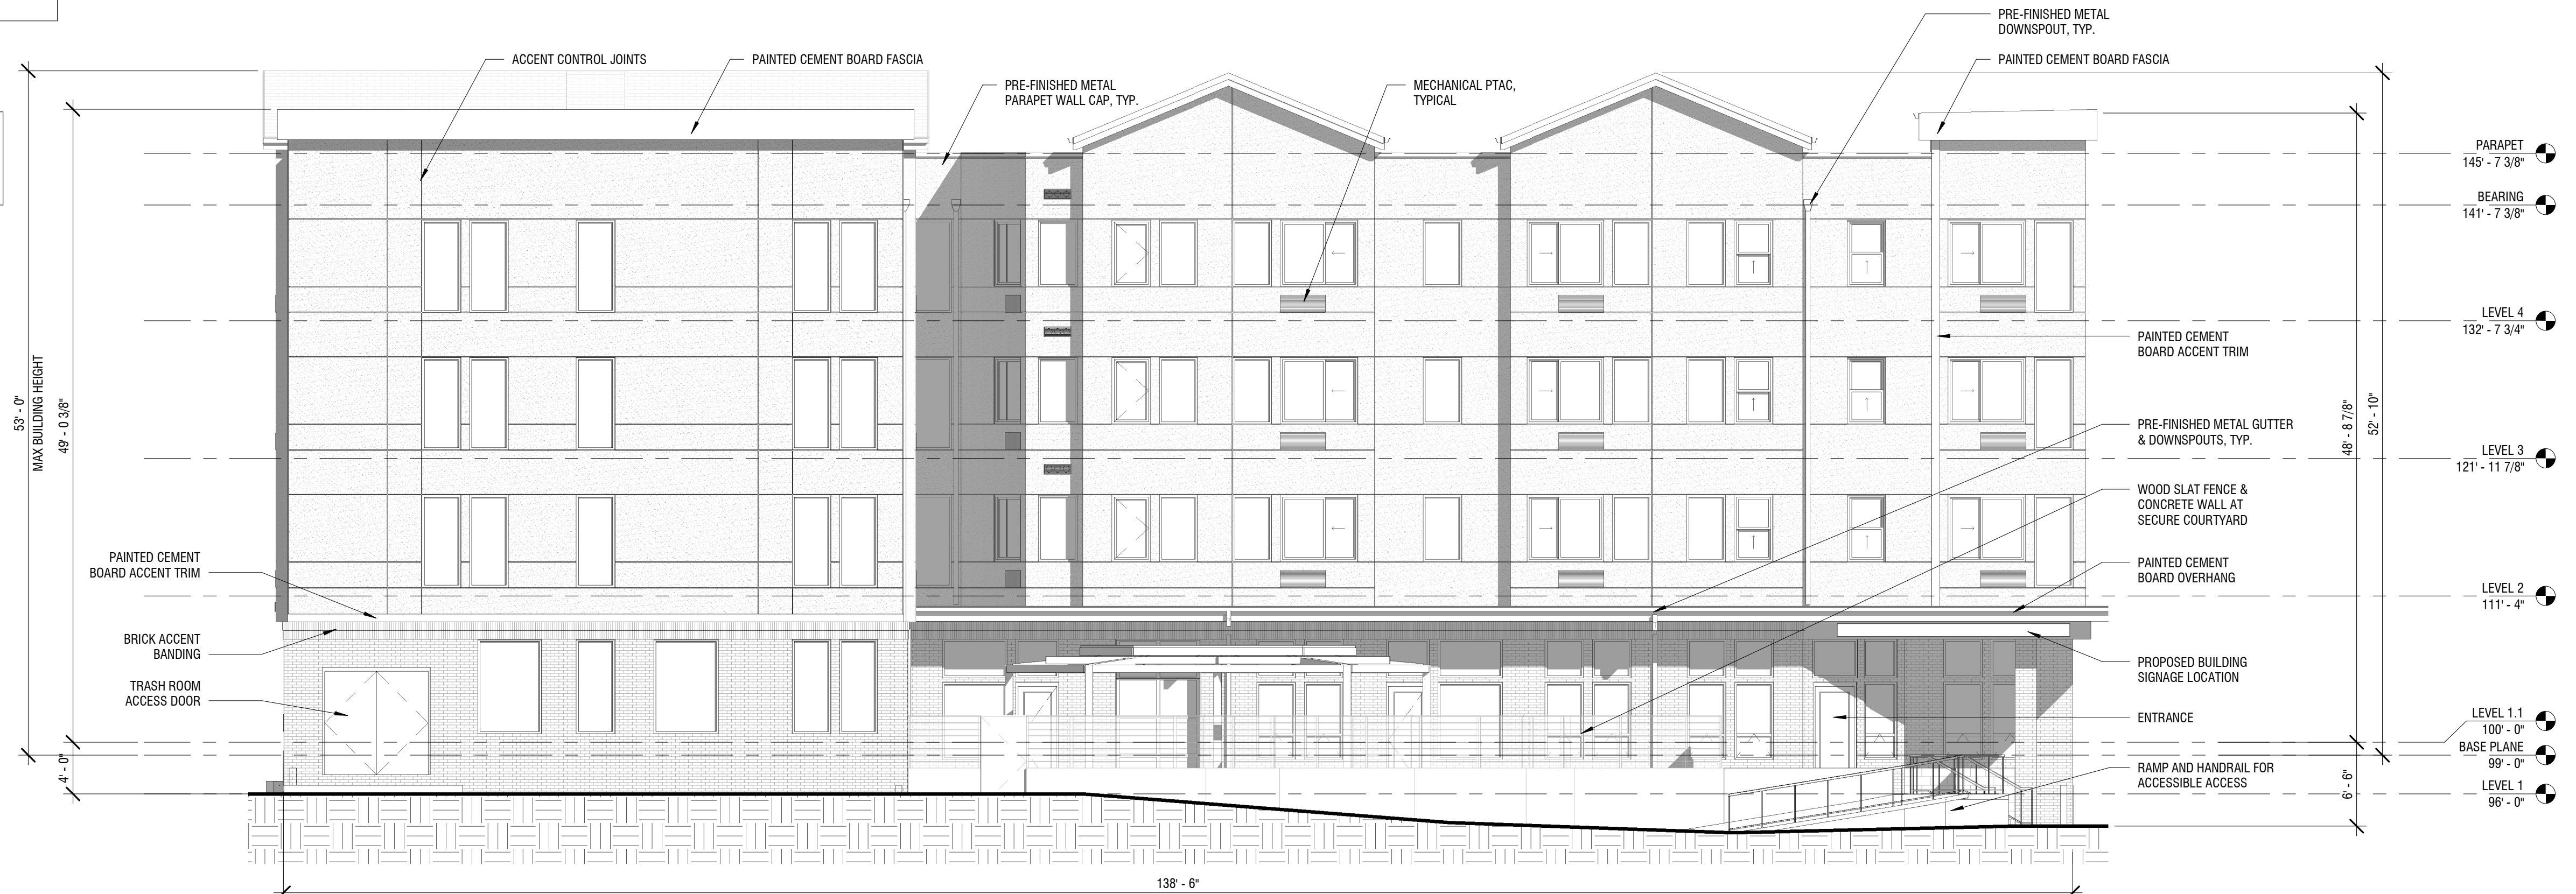 ACCENT CONTROL JOINTS
PAINTED CEMENT BOARD FASCIA
PRE-FINISHED METAL
PARAPET WALL CAP, TYP.
MECHANICAL PTAC,
TYPICAL
PRE-FINISHED METAL
DOWNSPOUT, TYP.
PAINTED CEMENT BOARD FASCIA
53' - 0"
MAX BUILDING HEIGHT
49' - 0 3/8"
4' - 0"
PAINTED CEMENT
BOARD ACCENT TRIM
BRICK ACCENT
BANDING
TRASH ROOM
ACCESS DOOR
PAINTED CEMENT
BOARD ACCENT TRIM
PRE-FINISHED METAL GUTTER
& DOWNSPOUTS, TYP.
WOOD SLAT FENCE &
CONCRETE WALL AT
SECURE COURTYARD
PAINTED CEMENT
BOARD OVERHANG
PROPOSED BUILDING
SIGNAGE LOCATION
ENTRANCE
RAMP AND HANDRAIL FOR
ACCESSIBLE ACCESS
48' - 8 7/8"
52' - 10"
6' - 6"
PARAPET
145' - 7 3/8"
BEARING
141' - 7 3/8"
LEVEL 4
132' - 7 3/4"
LEVEL 3
121' - 11 7/8"
LEVEL 2
111' - 4"
LEVEL 1.1
100' - 0"
BASE PLANE
99' - 0"
LEVEL 1
96' - 0"
138' - 6"